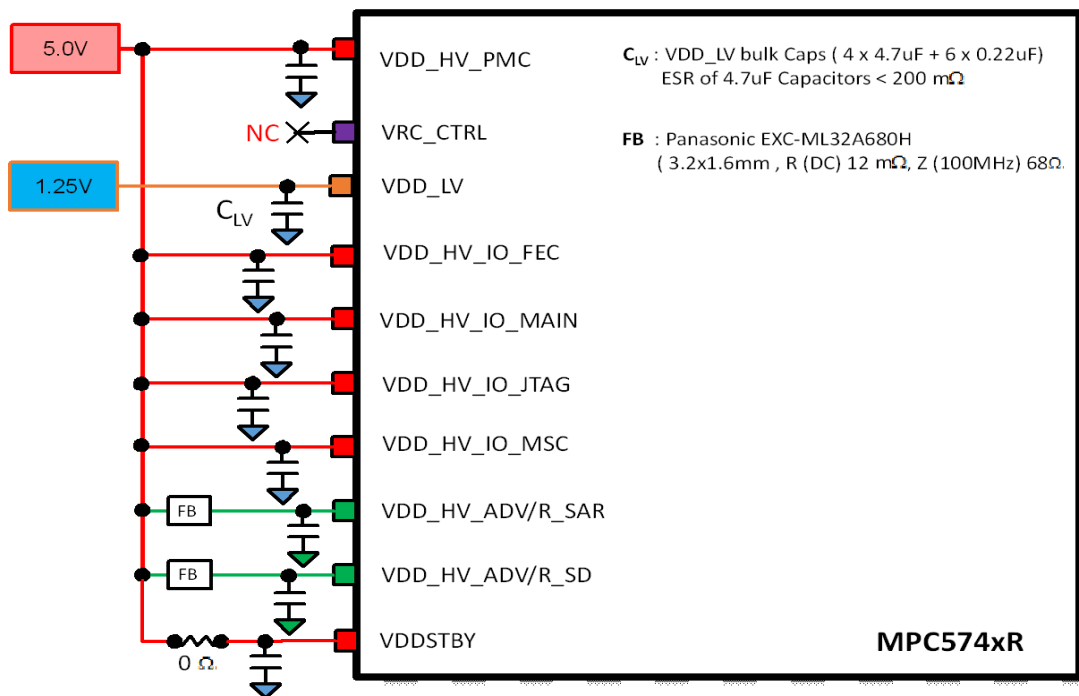 5.0V
VDD_HV_PMC
C_LV : VDD_LV bulk Caps ( 4 x 4.7uF + 6 x 0.22uF)
ESR of 4.7uF Capacitors < 200 mΩ
NC
VRC_CTRL
FB : Panasonic EXC-ML32A680H
( 3.2x1.6mm , R (DC) 12 mΩ, Z (100MHz) 68Ω.
1.25V
VDD_LV
C_LV
VDD_HV_IO_FEC
VDD_HV_IO_MAIN
VDD_HV_IO_JTAG
VDD_HV_IO_MSC
FB
VDD_HV_ADV/R_SAR
FB
VDD_HV_ADV/R_SD
VDDSTBY
0 Ω
MPC574xR